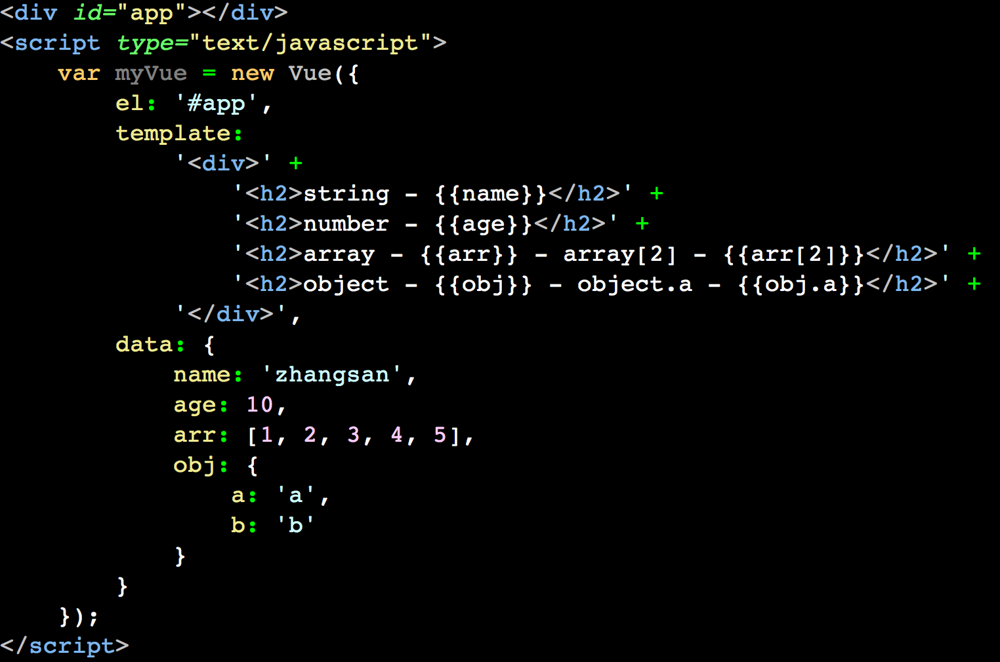 <div id="app"></div>
<script type="text/javascript">
    var myVue = new Vue({
        el: '#app',
        template:
            '<div>' +
                '<h2>string - {{name}}</h2>' +
                '<h2>number - {{age}}</h2>' +
                '<h2>array - {{arr}} - array[2] - {{arr[2]}}</h2>' +
                '<h2>object - {{obj}} - object.a - {{obj.a}}</h2>' +
            '</div>',
        data: {
            name: 'zhangsan',
            age: 10,
            arr: [1, 2, 3, 4, 5],
            obj: {
                a: 'a',
                b: 'b'
            }
        }
    });
</script>